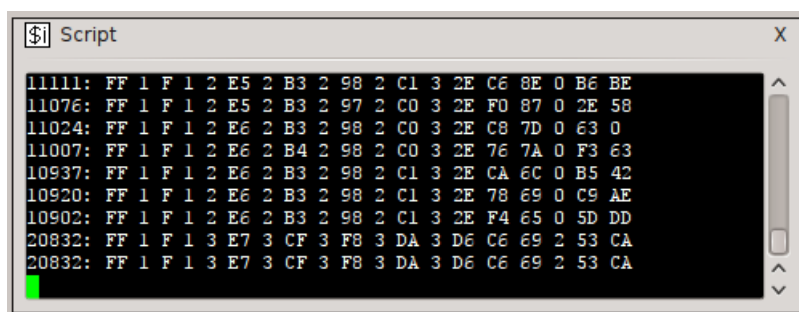 $i Script X
11111: FF 1 F 1 2 E5 2 B3 2 98 2 C1 3 2E C6 8E 0 B6 BE
11076: FF 1 F 1 2 E5 2 B3 2 97 2 C0 3 2E F0 87 0 2E 58
11024: FF 1 F 1 2 E6 2 B3 2 98 2 C0 3 2E C8 7D 0 63 0
11007: FF 1 F 1 2 E6 2 B4 2 98 2 C0 3 2E 76 7A 0 F3 63
10937: FF 1 F 1 2 E6 2 B3 2 98 2 C1 3 2E CA 6C 0 B5 42
10920: FF 1 F 1 2 E6 2 B3 2 98 2 C1 3 2E 78 69 0 C9 AE
10902: FF 1 F 1 2 E6 2 B3 2 98 2 C1 3 2E F4 65 0 5D DD
20832: FF 1 F 1 3 E7 3 CF 3 F8 3 DA 3 D6 C6 69 2 53 CA
20832: FF 1 F 1 3 E7 3 CF 3 F8 3 DA 3 D6 C6 69 2 53 CA